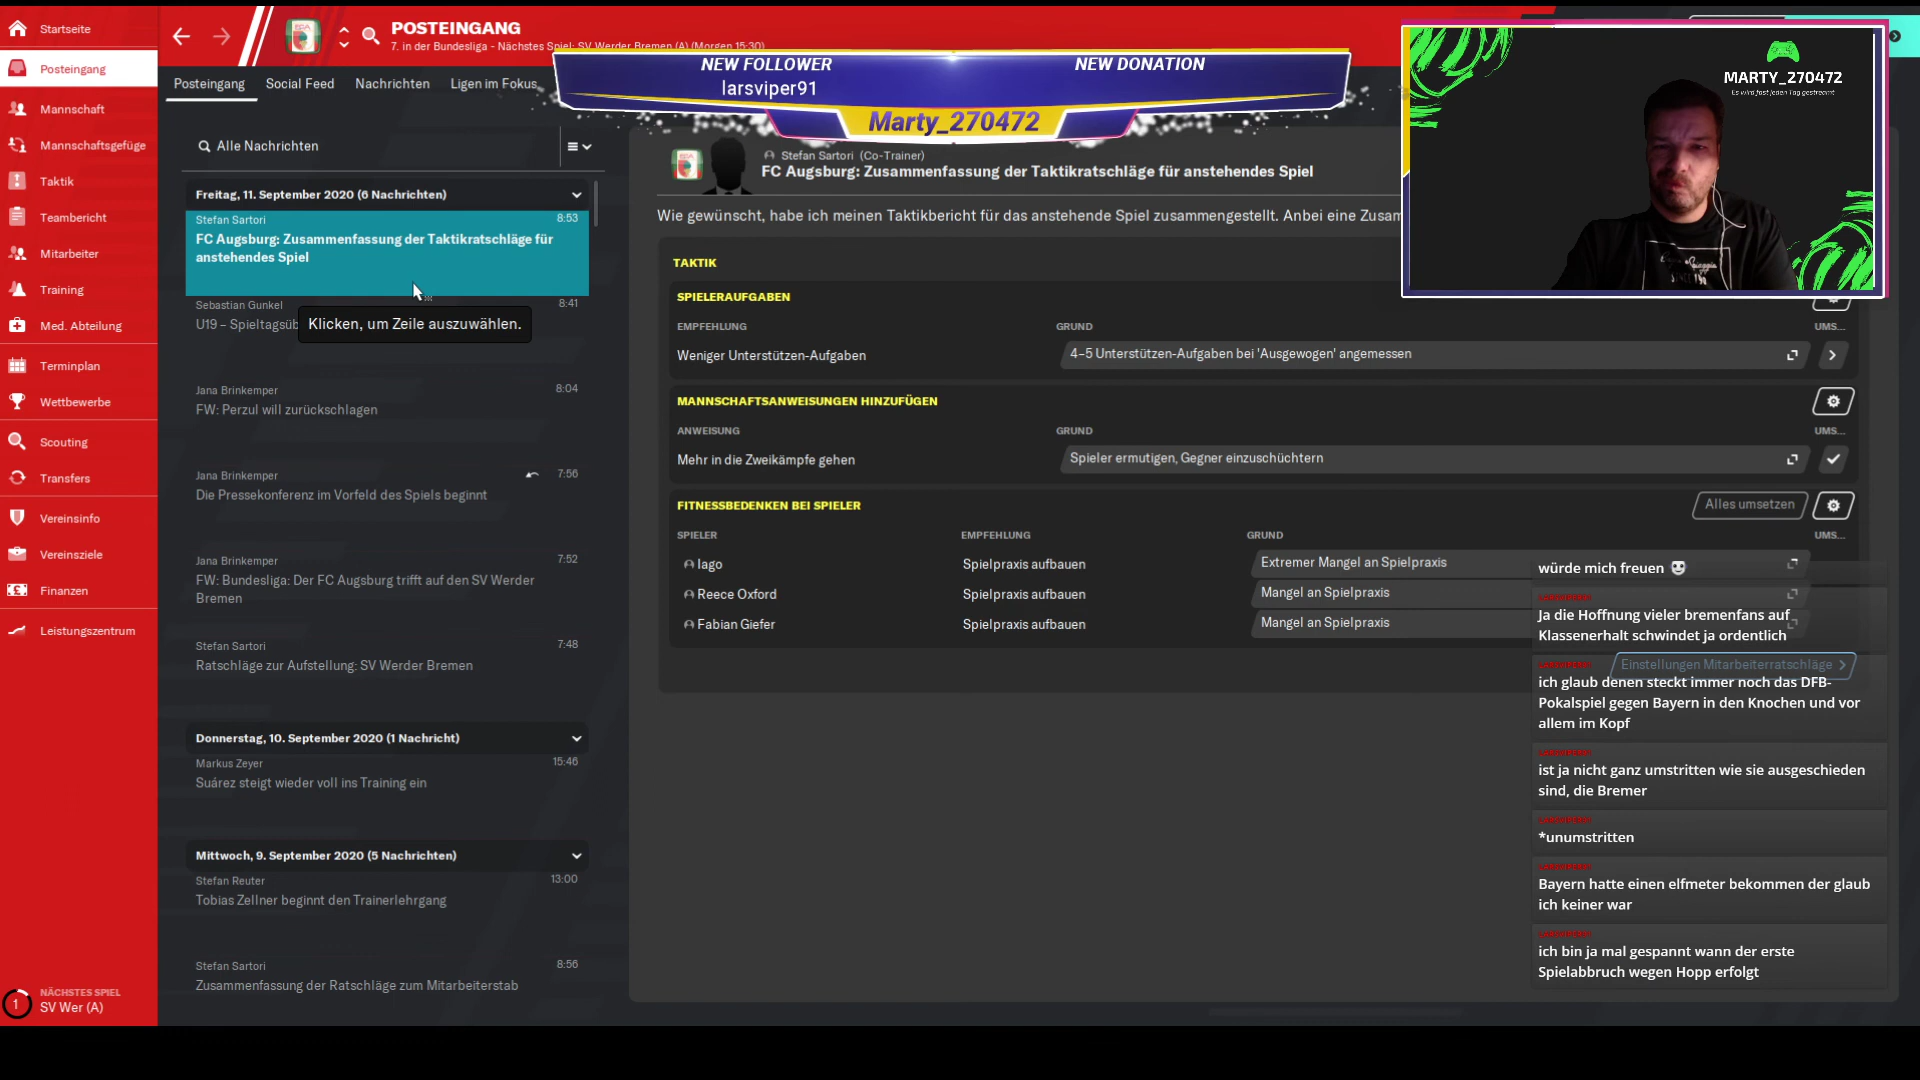 Startseite
Posteingang
Mannschaft
Mannschaftsgefüge
Taktik
Teambericht
Mitarbeiter
Training
Med. Abteilung
Terminplan
Wettbewerbe
Scouting
Transfers
Vereinsinfo
Vereinsziele
Finanzen
Leistungszentrum
1
NÄCHSTES SPIEL
SV Wer (A)
POSTEINGANG
7. in der Bundesliga - Nächstes Spiel: SV Werder Bremen (A) (Morgen 15:30)
Posteingang Social Feed Nachrichten Ligen im Fokus
NEW FOLLOWER
larsviper91
NEW DONATION
Marty_270472
MARTY_270472
Es wird fast jeden Tag gestreamt
Alle Nachrichten
Freitag, 11. September 2020 (6 Nachrichten)
Stefan Sartori 8:53
FC Augsburg: Zusammenfassung der Taktikratschläge für
anstehendes Spiel
Sebastian Gunkel 8:41
U19 – Spieltagsüb
Klicken, um Zeile auszuwählen.
Jana Brinkemper 8:04
FW: Perzul will zurückschlagen
Jana Brinkemper 7:56
Die Pressekonferenz im Vorfeld des Spiels beginnt
Jana Brinkemper 7:52
FW: Bundesliga: Der FC Augsburg trifft auf den SV Werder
Bremen
Stefan Sartori 7:48
Ratschläge zur Aufstellung: SV Werder Bremen
Donnerstag, 10. September 2020 (1 Nachricht)
Markus Zeyer 15:46
Suárez steigt wieder voll ins Training ein
Mittwoch, 9. September 2020 (5 Nachrichten)
Stefan Reuter 13:00
Tobias Zellner beginnt den Trainerlehrgang
Stefan Sartori 8:56
Zusammenfassung der Ratschläge zum Mitarbeiterstab
Stefan Sartori (Co-Trainer)
FC Augsburg: Zusammenfassung der Taktikratschläge für anstehendes Spiel
Wie gewünscht, habe ich meinen Taktikbericht für das anstehende Spiel zusammengestellt. Anbei eine Zusam
TAKTIK
SPIELERAUFGABEN
EMPFEHLUNG GRUND UMS...
Weniger Unterstützen-Aufgaben 4-5 Unterstützen-Aufgaben bei 'Ausgewogen' angemessen
MANNSCHAFTSANWEISUNGEN HINZUFÜGEN
ANWEISUNG GRUND UMS...
Mehr in die Zweikämpfe gehen Spieler ermutigen, Gegner einzuschüchtern
FITNESSBEDENKEN BEI SPIELER Alles umsetzen
SPIELER EMPFEHLUNG GRUND UMS...
Iago Spielpraxis aufbauen Extremer Mangel an Spielpraxis
Reece Oxford Spielpraxis aufbauen Mangel an Spielpraxis
Fabian Giefer Spielpraxis aufbauen Mangel an Spielpraxis
Einstellungen Mitarbeiterratschläge
würde mich freuen
Ja die Hoffnung vieler bremenfans auf
Klassenerhalt schwindet ja ordentlich
ich glaub denen steckt immer noch das DFB-
Pokalspiel gegen Bayern in den Knochen und vor
allem im Kopf
ist ja nicht ganz umstritten wie sie ausgeschieden
sind, die Bremer
*unumstritten
Bayern hatte einen elfmeter bekommen der glaub
ich keiner war
ich bin ja mal gespannt wann der erste
Spielabbruch wegen Hopp erfolgt